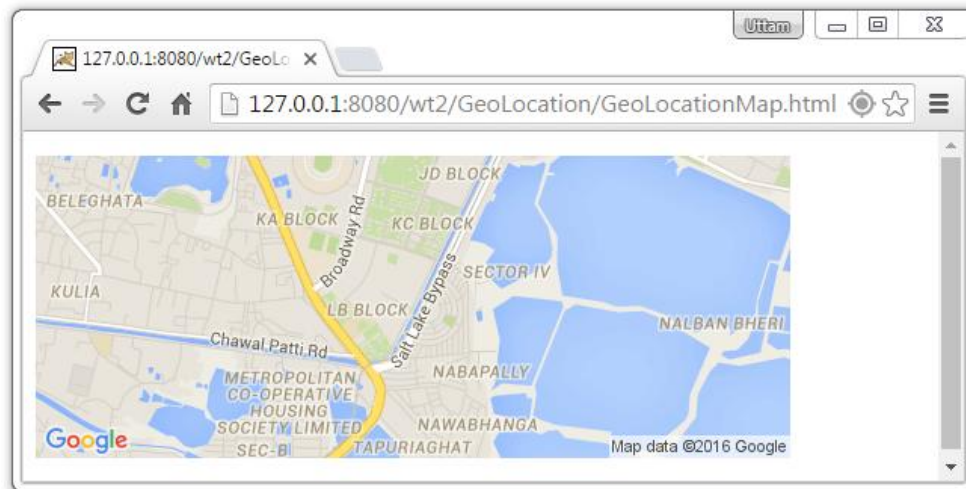 Uttam
127.0.0.1:8080/wt2/GeoLo
127.0.0.1:8080/wt2/GeoLocation/GeoLocationMap.html
JD BLOCK
BELEGHATA
KA BLOCK
Broadway Rd
KC BLOCK
SECTOR IV
KULIA
LB BLOCK
Salt Lake Bypass
NALBAN BHERI
Chawal Patti Rd
METROPOLITAN
CO-OPERATIVE
HOUSING
SOCIETY LIMITED
SEC-B
NABAPALLY
NAWABHANGA
TAPURIAGHAT
Google
Map data ©2016 Google